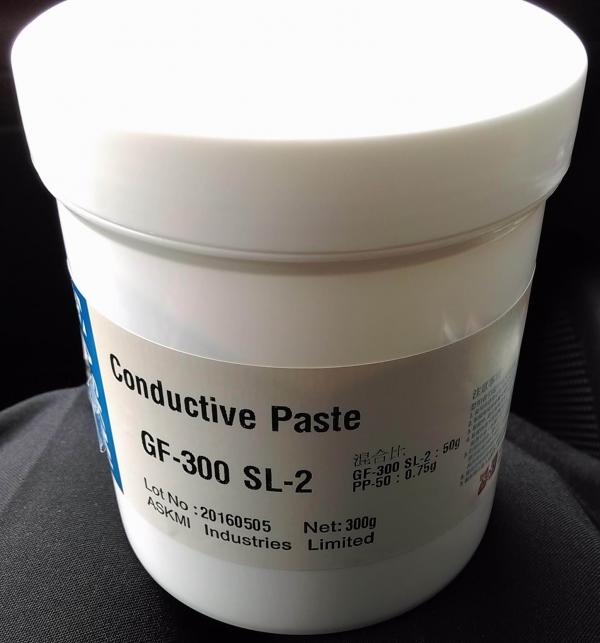 Conductive Paste
GF-300 SL-2
混合比:
GF-300 SL-2 : 50g
PP-50 : 0.75g
Lot No : 20160505 Net: 300g
ASKMI Industries Limited